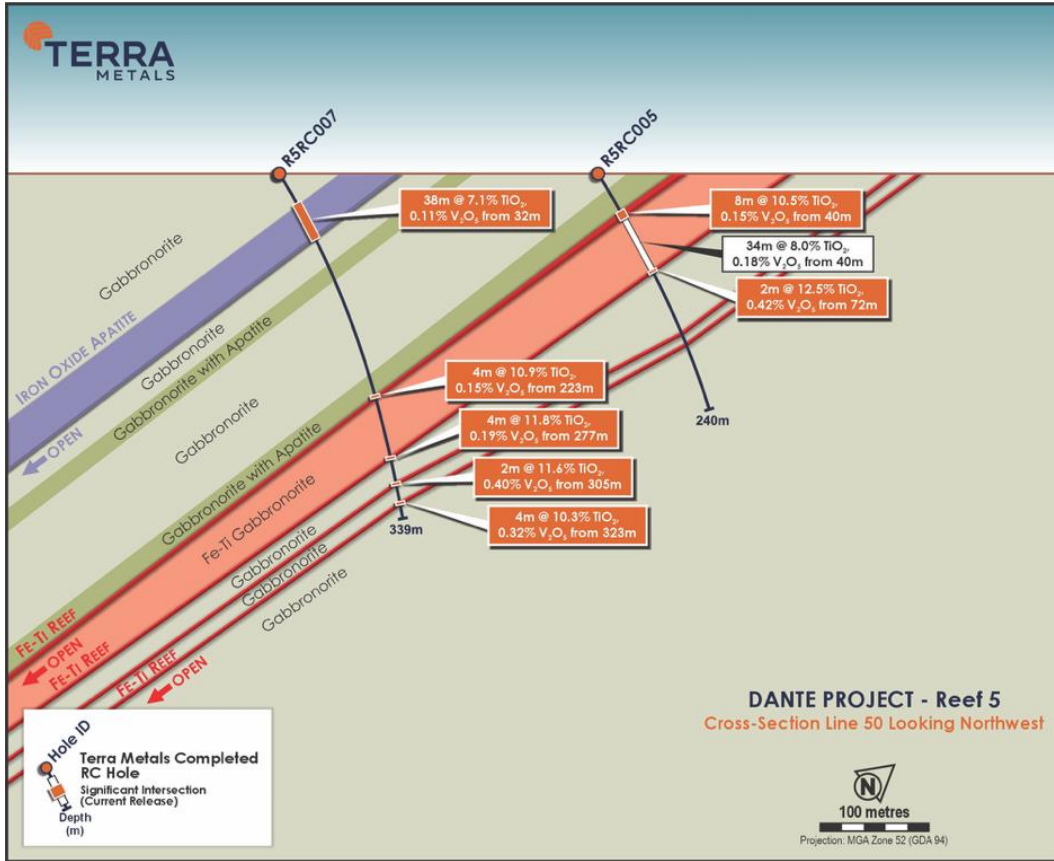 TERRA
METALS
R5RC007
R5RC005
38m @ 7.1% TiO₂,
0.11% V₂O₅ from 32m
8m @ 10.5% TiO₂,
0.15% V₂O₅ from 40m
34m @ 8.0% TiO₂,
0.18% V₂O₅ from 40m
2m @ 12.5% TiO₂,
0.42% V₂O₅ from 72m
Gabbronorite
IRON OXIDE APATITE
Gabbronorite
Gabbronorite with Apatite
OPEN
Gabbronorite
4m @ 10.9% TiO₂,
0.15% V₂O₅ from 223m
240m
4m @ 11.8% TiO₂,
0.19% V₂O₅ from 277m
2m @ 11.6% TiO₂,
0.40% V₂O₅ from 305m
4m @ 10.3% TiO₂,
0.32% V₂O₅ from 323m
339m
Gabbronorite with Apatite
Fe-Ti Gabbronorite
Gabbronorite
Gabbronorite
Gabbronorite
FE-TI REEF
OPEN
FE-TI REEF
FE-TI REEF
OPEN
DANTE PROJECT - Reef 5
Cross-Section Line 50 Looking Northwest
Hole ID
Terra Metals Completed
RC Hole
Significant Intersection
(Current Release)
Depth
(m)
N
100 metres
Projection: MGA Zone 52 (GDA 94)